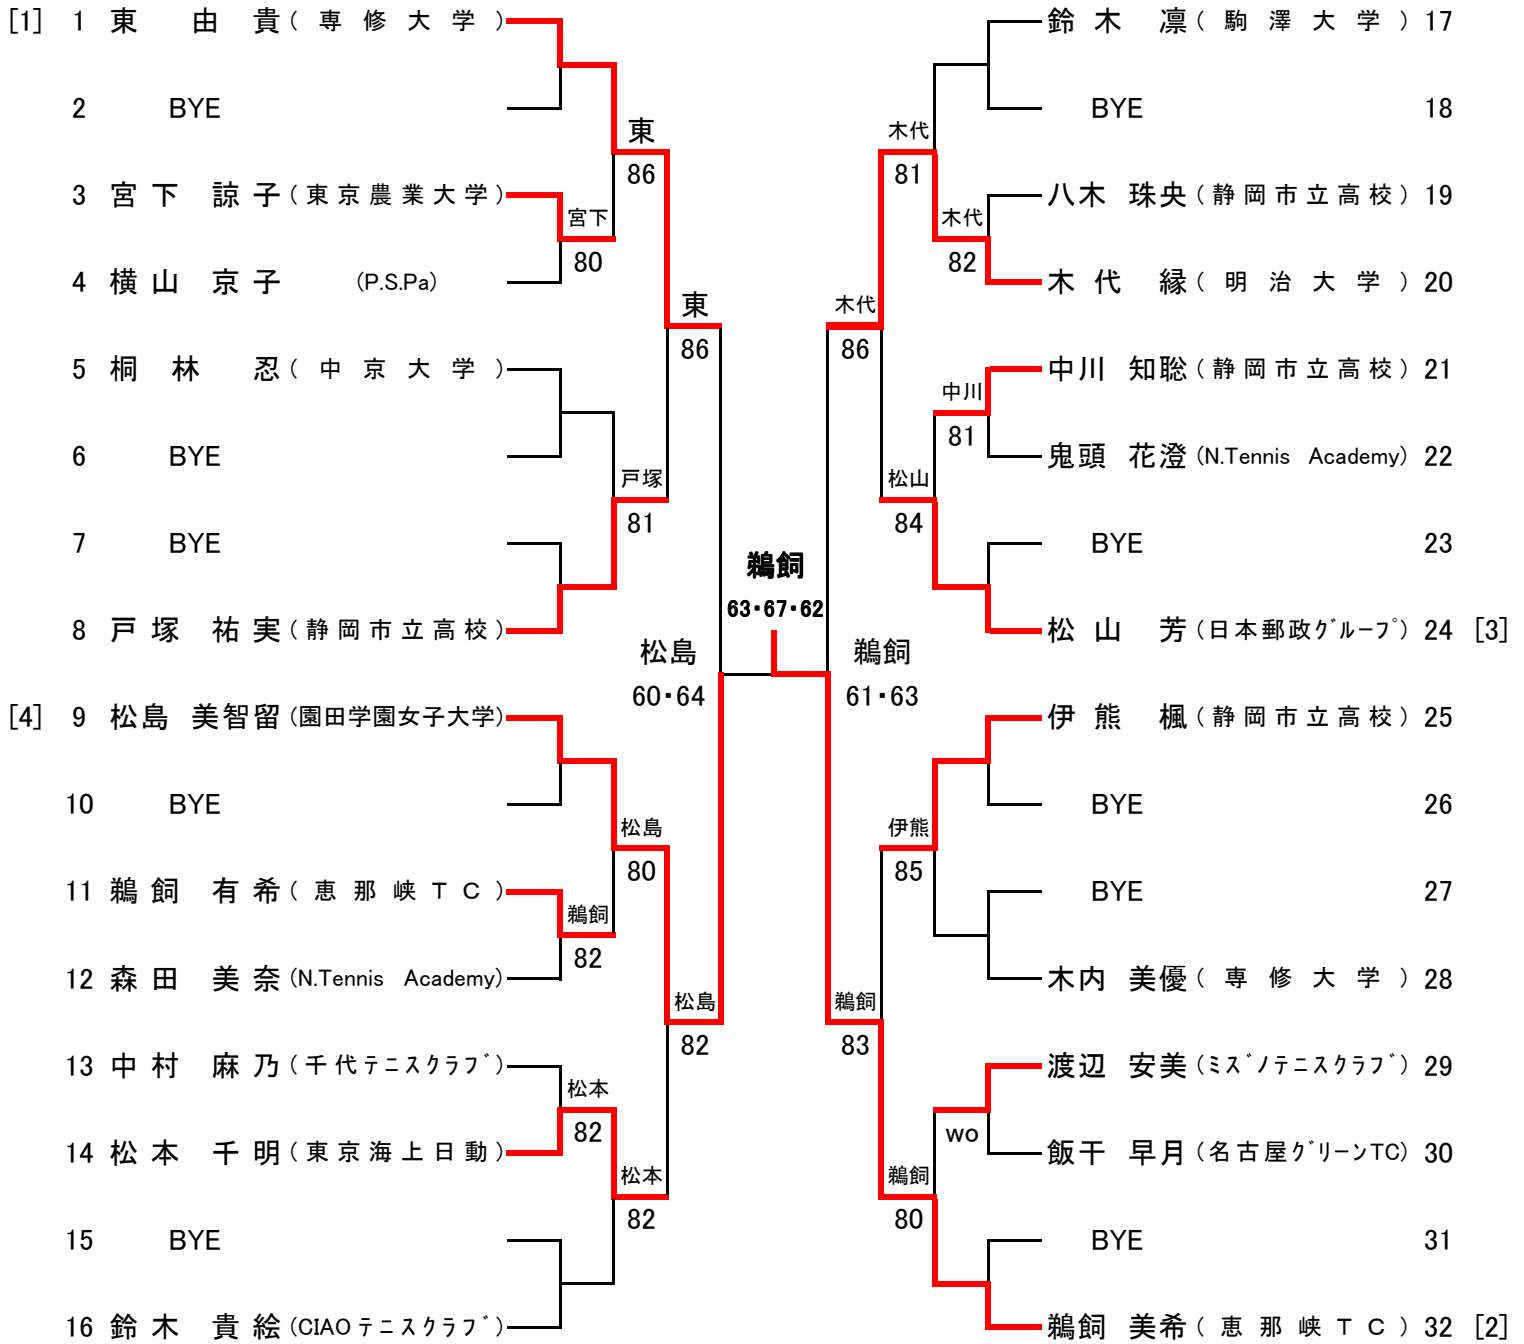 [1] 1 東 由 貴 ( 専 修 大 学 )
2 BYE
東
86
3 宮 下 諒 子 ( 東 京 農 業 大 学 )
宮下
80
4 横 山 京 子 (P.S.Pa)
東
86
5 桐 林 忍 ( 中 京 大 学 )
6 BYE
戸塚
81
7 BYE
8 戸 塚 祐 実 ( 静 岡 市 立 高 校 )
松島
60・64
[4] 9 松島 美智留 (園田学園女子大学)
10 BYE
松島
80
11 鵜 飼 有 希 ( 恵 那 峡 T C )
鵜飼
82
12 森 田 美 奈 (N.Tennis Academy)
松島
82
13 中 村 麻 乃 ( 千代テニスクラブ )
松本
82
14 松 本 千 明 ( 東 京 海 上 日 動 )
松本
82
15 BYE
16 鈴 木 貴 絵 (CIAOテニスクラブ)
鵜飼
63・67・62
鈴 木 凛 ( 駒 澤 大 学 ) 17
BYE 18
木代
81
八木 珠央 ( 静 岡 市 立 高 校 ) 19
木代
82
木 代 縁 ( 明 治 大 学 ) 20
木代
86
中川 知聡 ( 静 岡 市 立 高 校 ) 21
中川
81
鬼頭 花澄 (N.Tennis Academy) 22
松山
84
BYE 23
松 山 芳 (日本郵政グループ) 24 [3]
鵜飼
61・63
伊 熊 楓 ( 静 岡 市 立 高 校 ) 25
BYE 26
伊熊
85
BYE 27
木内 美優 ( 専 修 大 学 ) 28
鵜飼
83
渡辺 安美 (ミズノテニスクラブ) 29
wo
飯干 早月 (名古屋グリーンTC) 30
鵜飼
80
BYE 31
鵜飼 美希 ( 恵 那 峡 T C ) 32 [2]